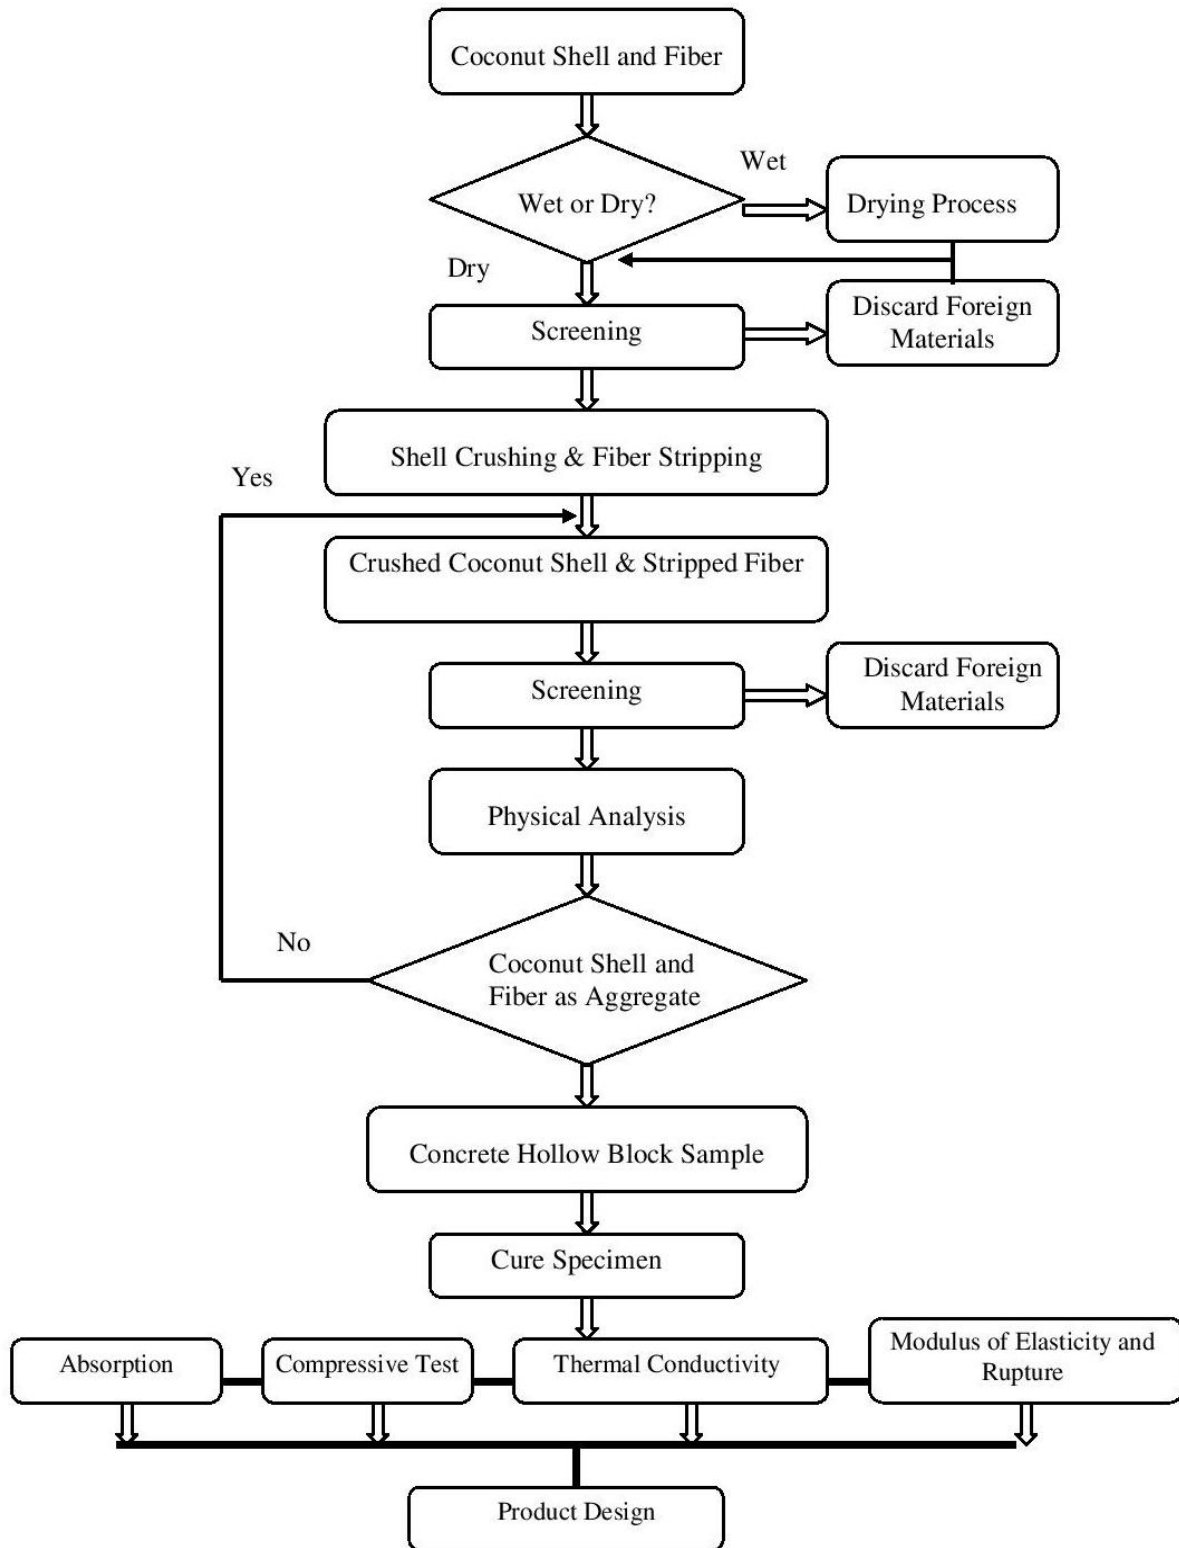 Coconut Shell and Fiber
Wet
Wet or Dry?
Drying Process
Dry
Discard Foreign
Materials
Screening
Shell Crushing & Fiber Stripping
Yes
Crushed Coconut Shell & Stripped Fiber
Screening
Discard Foreign
Materials
Physical Analysis
No
Coconut Shell and
Fiber as Aggregate
Concrete Hollow Block Sample
Cure Specimen
Absorption
Compressive Test
Thermal Conductivity
Modulus of Elasticity and
Rupture
Product Design